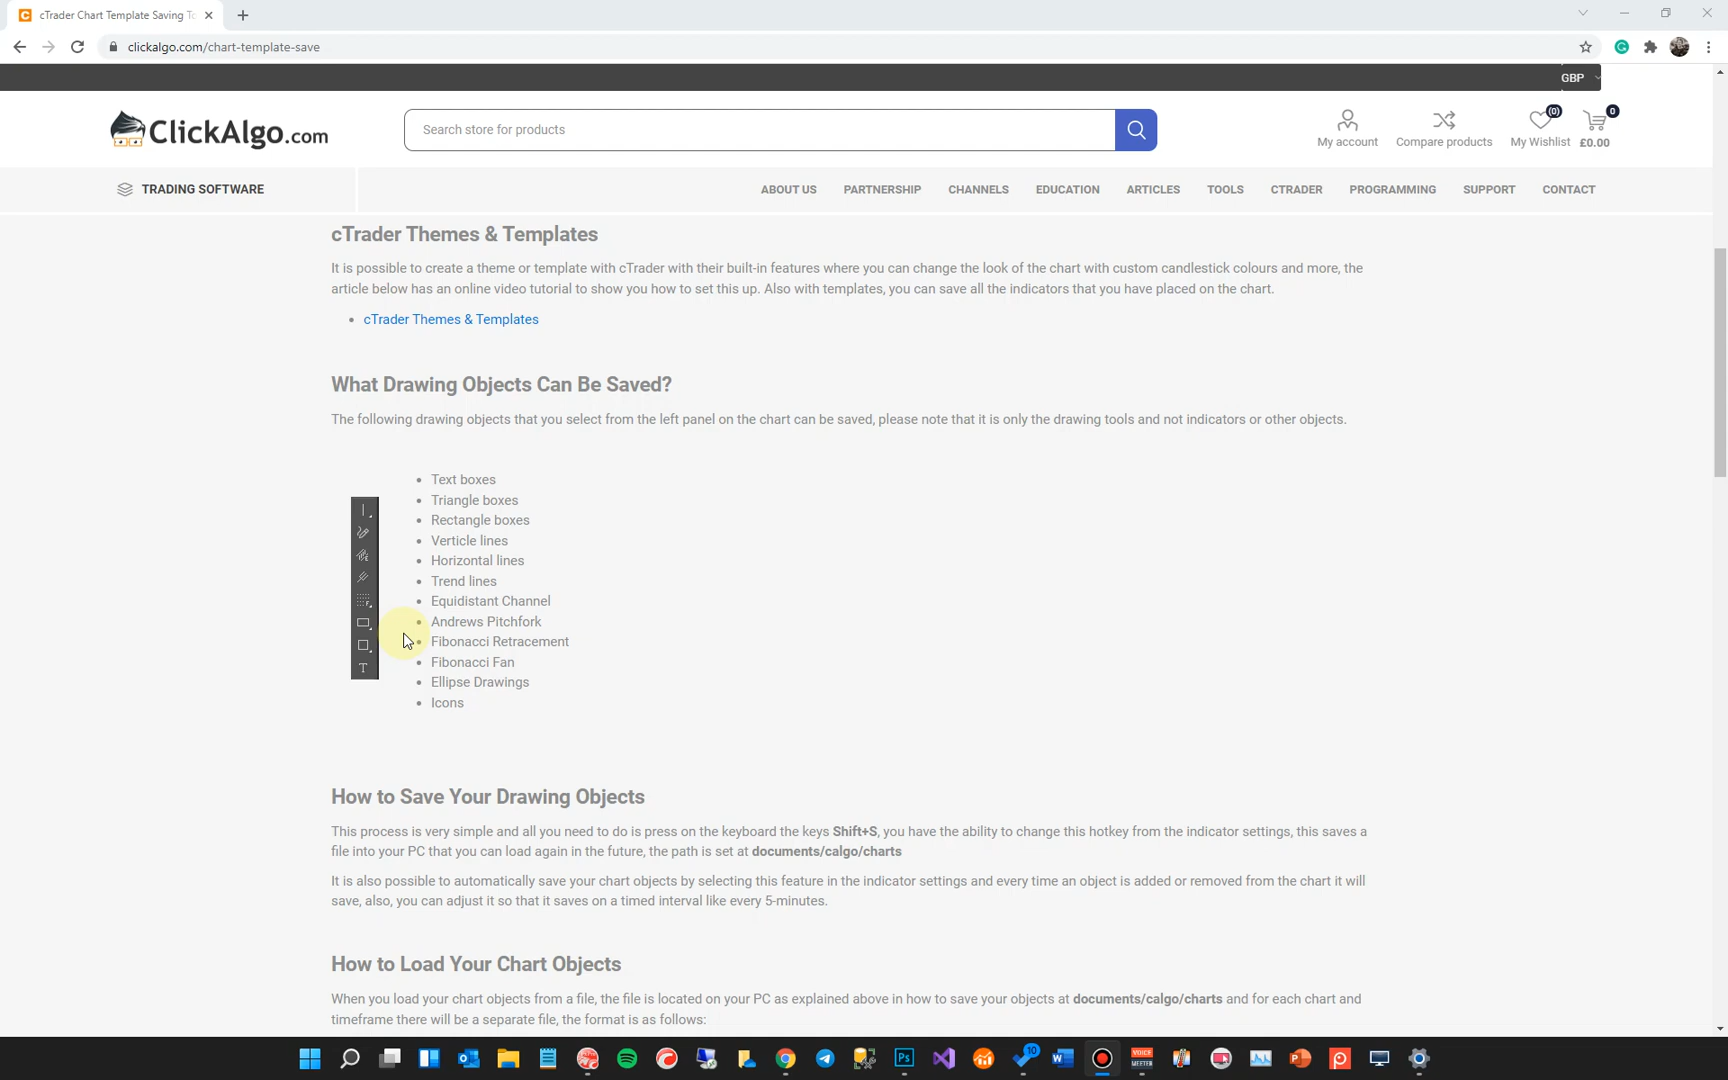 cTrader Chart Template Saving To
clickalgo.com/chart-template-save
GBP
ClickAlgo.com
Search store for products
My account
Compare products
(0)
My Wishlist
0
£0.00
TRADING SOFTWARE
ABOUT US
PARTNERSHIP
CHANNELS
EDUCATION
ARTICLES
TOOLS
CTRADER
PROGRAMMING
SUPPORT
CONTACT
cTrader Themes & Templates
It is possible to create a theme or template with cTrader with their built-in features where you can change the look of the chart with custom candlestick colours and more, the
article below has an online video tutorial to show you how to set this up. Also with templates, you can save all the indicators that you have placed on the chart.
cTrader Themes & Templates
What Drawing Objects Can Be Saved?
The following drawing objects that you select from the left panel on the chart can be saved, please note that it is only the drawing tools and not indicators or other objects.
Text boxes
Triangle boxes
Rectangle boxes
Verticle lines
Horizontal lines
Trend lines
Equidistant Channel
Andrews Pitchfork
Fibonacci Retracement
Fibonacci Fan
Ellipse Drawings
Icons
T
How to Save Your Drawing Objects
This process is very simple and all you need to do is press on the keyboard the keys Shift+S, you have the ability to change this hotkey from the indicator settings, this saves a
file into your PC that you can load again in the future, the path is set at documents/calgo/charts
It is also possible to automatically save your chart objects by selecting this feature in the indicator settings and every time an object is added or removed from the chart it will
save, also, you can adjust it so that it saves on a timed interval like every 5-minutes.
How to Load Your Chart Objects
When you load your chart objects from a file, the file is located on your PC as explained above in how to save your objects at documents/calgo/charts and for each chart and
timeframe there will be a separate file, the format is as follows:
Ps
10
VOICE
MEETER